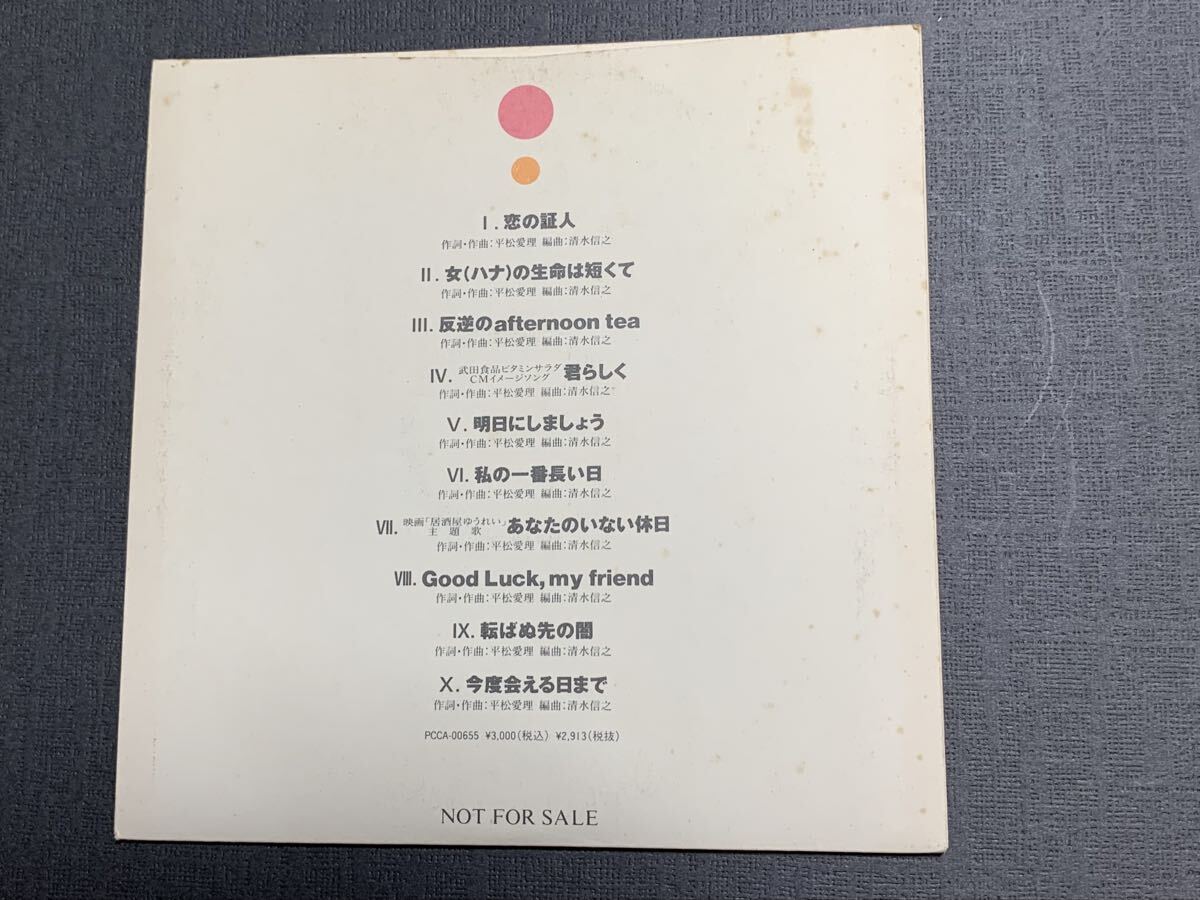 I.恋の証人
作詞・作曲:平松愛理 編曲:清水信之
II.女(ハナ)の生命は短くて
作詞・作曲:平松愛理 編曲:清水信之
III.反逆のafternoon tea
作詞・作曲:平松愛理 編曲:清水信之
IV.武田食品ビタミンサラダ
CMイメージソング 君らしく
作詞・作曲:平松愛理 編曲:清水信之
V.明日にしましょう
作詞・作曲:平松愛理 編曲:清水信之
VI.私の一番長い日
作詞・作曲:平松愛理 編曲:清水信之
VII.映画「居酒屋ゆうれい」
主題歌 あなたのいない休日
作詞・作曲:平松愛理 編曲:清水信之
VIII.Good Luck, my friend
作詞・作曲:平松愛理 編曲:清水信之
IX.転ばぬ先の闇
作詞・作曲:平松愛理 編曲:清水信之
X.今度会える日まで
作詞・作曲:平松愛理 編曲:清水信之
PCCA-00655 ¥3,000(税込) ¥2,913(税抜)
NOT FOR SALE